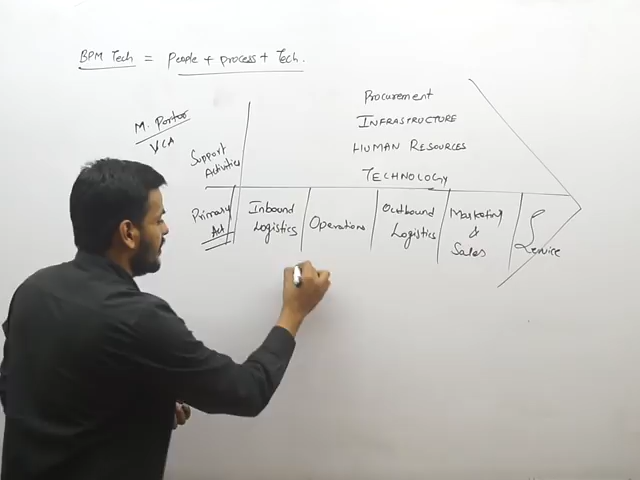 BPM Tech = People + process + Tech.
M. Porter
VCA
Procurement
INFRASTRUCTURE
HUMAN RESOURCES
TECHNOLOGY
Support
Activities
Primary
Act
Inbound
Logistics
Operations
Outbound
Logistics
Marketing
&
Sales
Service